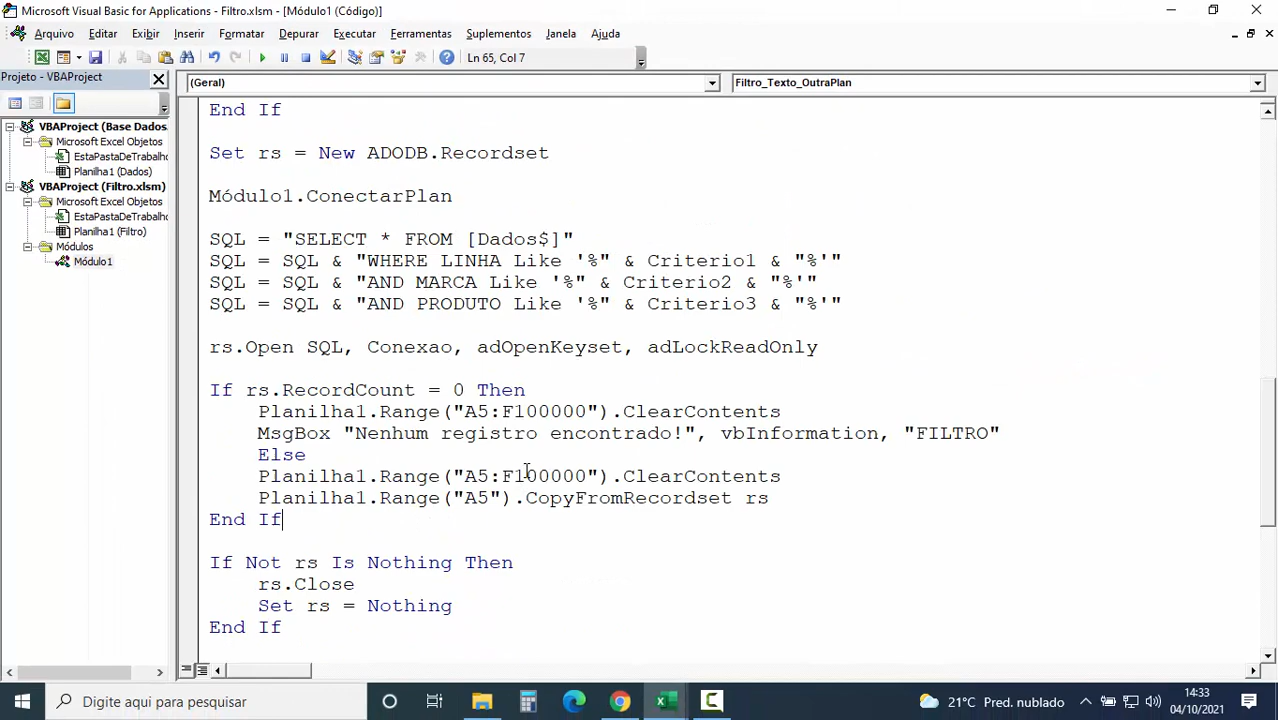 Microsoft Visual Basic for Applications - Filtro.xlsm - [Módulo1 (Código)]
Arquivo Editar Exibir Inserir Formatar Depurar Executar Ferramentas Suplementos Janela Ajuda
Ln 65, Col 7
Projeto - VBAProject
(Geral)
Filtro_Texto_OutraPlan
VBAProject (Base Dados.
Microsoft Excel Objetos
EstaPastaDeTrabalho
Planilha1 (Dados)
VBAProject (Filtro.xlsm)
Microsoft Excel Objetos
EstaPastaDeTrabalho
Planilha1 (Filtro)
Módulos
Módulo1
End If
Set rs = New ADODB.Recordset
Módulo1.ConectarPlan
SQL = "SELECT * FROM [Dados$]"
SQL = SQL & "WHERE LINHA Like '%" & Criterio1 & "%'"
SQL = SQL & "AND MARCA Like '%" & Criterio2 & "%'"
SQL = SQL & "AND PRODUTO Like '%" & Criterio3 & "%'"
rs.Open SQL, Conexao, adOpenKeyset, adLockReadOnly
If rs.RecordCount = 0 Then
Planilha1.Range("A5:F100000").ClearContents
MsgBox "Nenhum registro encontrado!", vbInformation, "FILTRO"
Else
Planilha1.Range("A5:F100000").ClearContents
Planilha1.Range("A5").CopyFromRecordset rs
End If
If Not rs Is Nothing Then
rs.Close
Set rs = Nothing
End If
Digite aqui para pesquisar
21°C Pred. nublado
14:33
04/10/2021